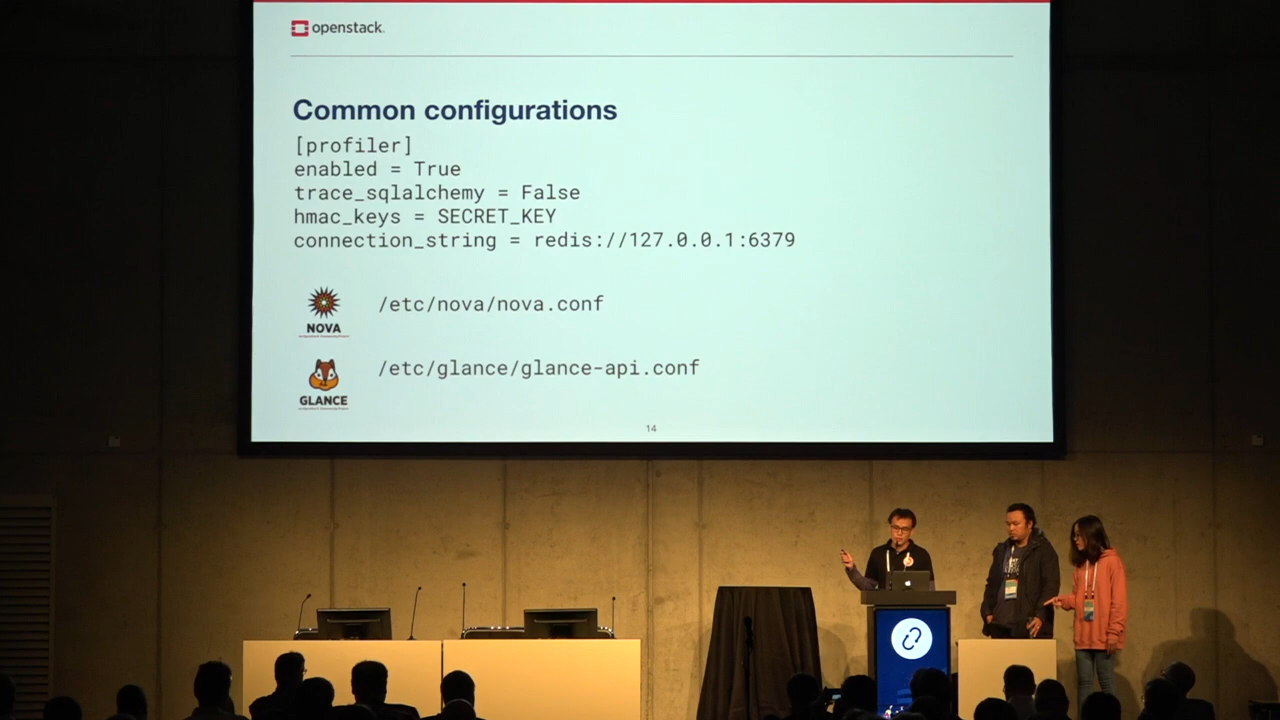 openstack.
Common configurations
[profiler]
enabled = True
trace_sqlalchemy = False
hmac_keys = SECRET_KEY
connection_string = redis://127.0.0.1:6379
NOVA
/etc/nova/nova.conf
GLANCE
/etc/glance/glance-api.conf
14